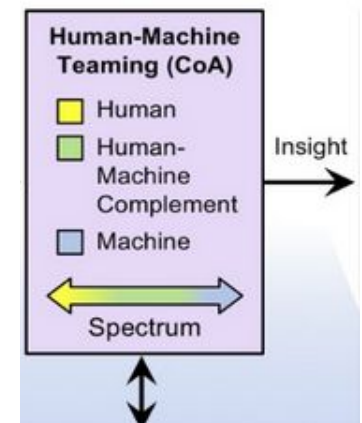 Human-Machine
Teaming (CoA)
Human
Human-
Machine
Complement
Machine
Spectrum
Insight